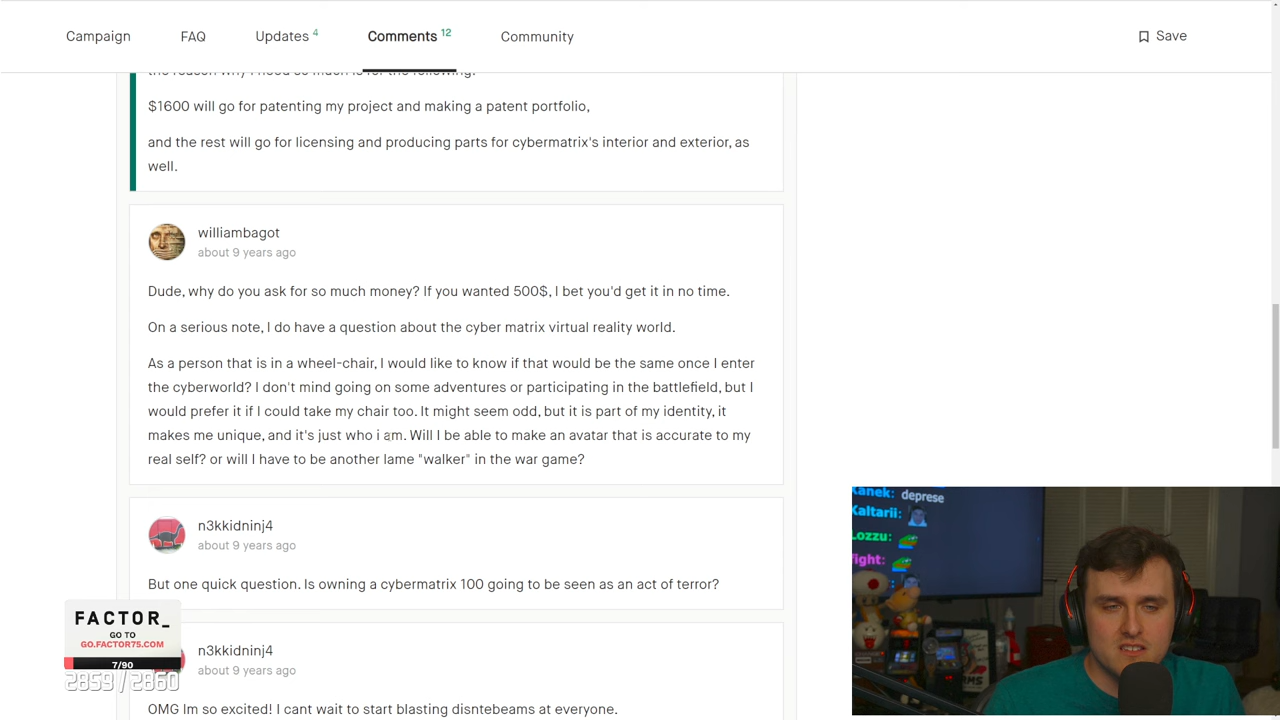 Campaign FAQ Updates 4 Comments 12 Community Save
the reason why I need so much is for the following:
$1600 will go for patenting my project and making a patent portfolio,
and the rest will go for licensing and producing parts for cybermatrix's interior and exterior, as
well.
williambagot
about 9 years ago
Dude, why do you ask for so much money? If you wanted 500$, I bet you'd get it in no time.
On a serious note, I do have a question about the cyber matrix virtual reality world.
As a person that is in a wheel-chair, I would like to know if that would be the same once I enter
the cyberworld? I don't mind going on some adventures or participating in the battlefield, but I
would prefer it if I could take my chair too. It might seem odd, but it is part of my identity, it
makes me unique, and it's just who i am. Will I be able to make an avatar that is accurate to my
real self? or will I have to be another lame "walker" in the war game?
n3kkidninj4
about 9 years ago
But one quick question. Is owning a cybermatrix 100 going to be seen as an act of terror?
n3kkidninj4
about 9 years ago
OMG Im so excited! I cant wait to start blasting disntebeams at everyone.
FACTOR_
GO TO
GO.FACTOR75.COM
7/90
2859/2860
Kanek: deprese
Kaltarii:
Lozzu: